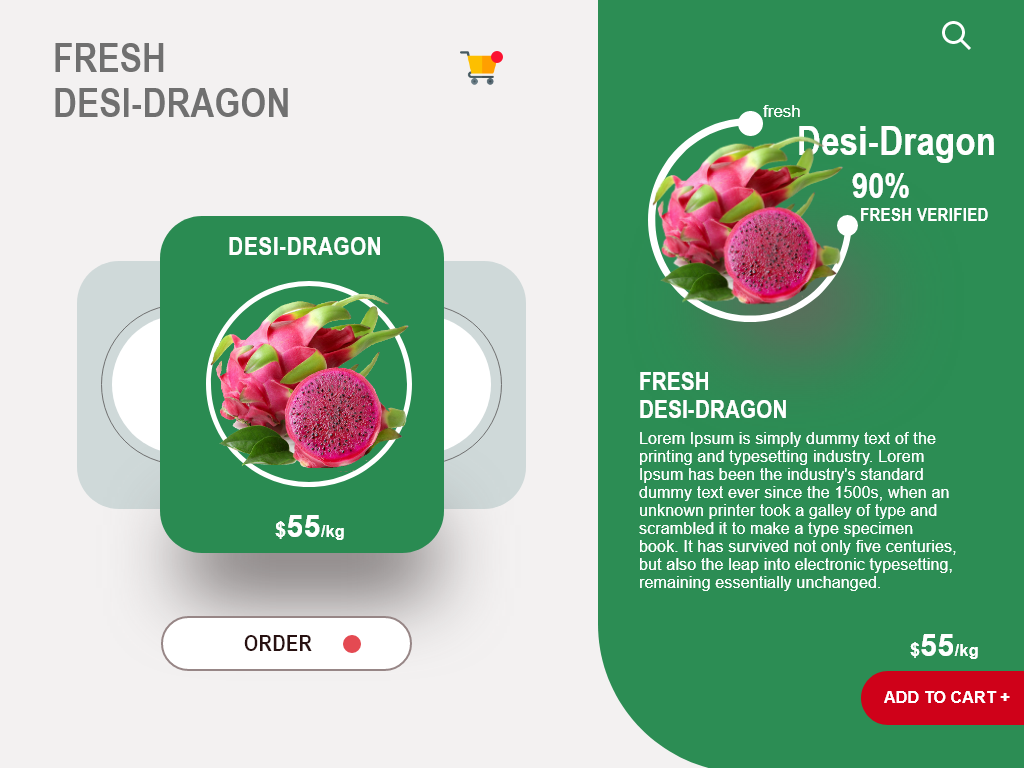 FRESH
DESI-DRAGON
DESI-DRAGON
$55/kg
ORDER
fresh
Desi-Dragon
90%
FRESH VERIFIED
FRESH
DESI-DRAGON
Lorem Ipsum is simply dummy text of the
printing and typesetting industry. Lorem
Ipsum has been the industry's standard
dummy text ever since the 1500s, when an
unknown printer took a galley of type and
scrambled it to make a type specimen
book. It has survived not only five centuries,
but also the leap into electronic typesetting,
remaining essentially unchanged.
$55/kg
ADD TO CART +